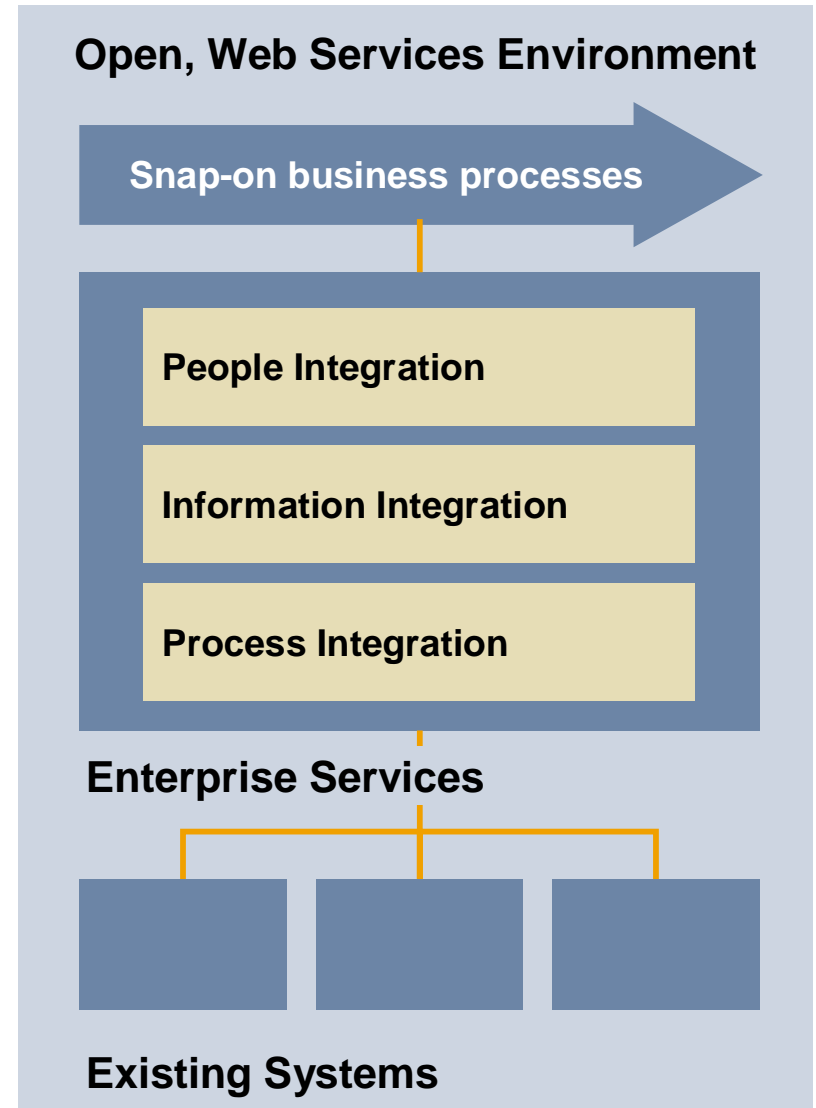 Open, Web Services Environment
Snap-on business processes
People Integration
Information Integration
Process Integration
Enterprise Services
Existing Systems